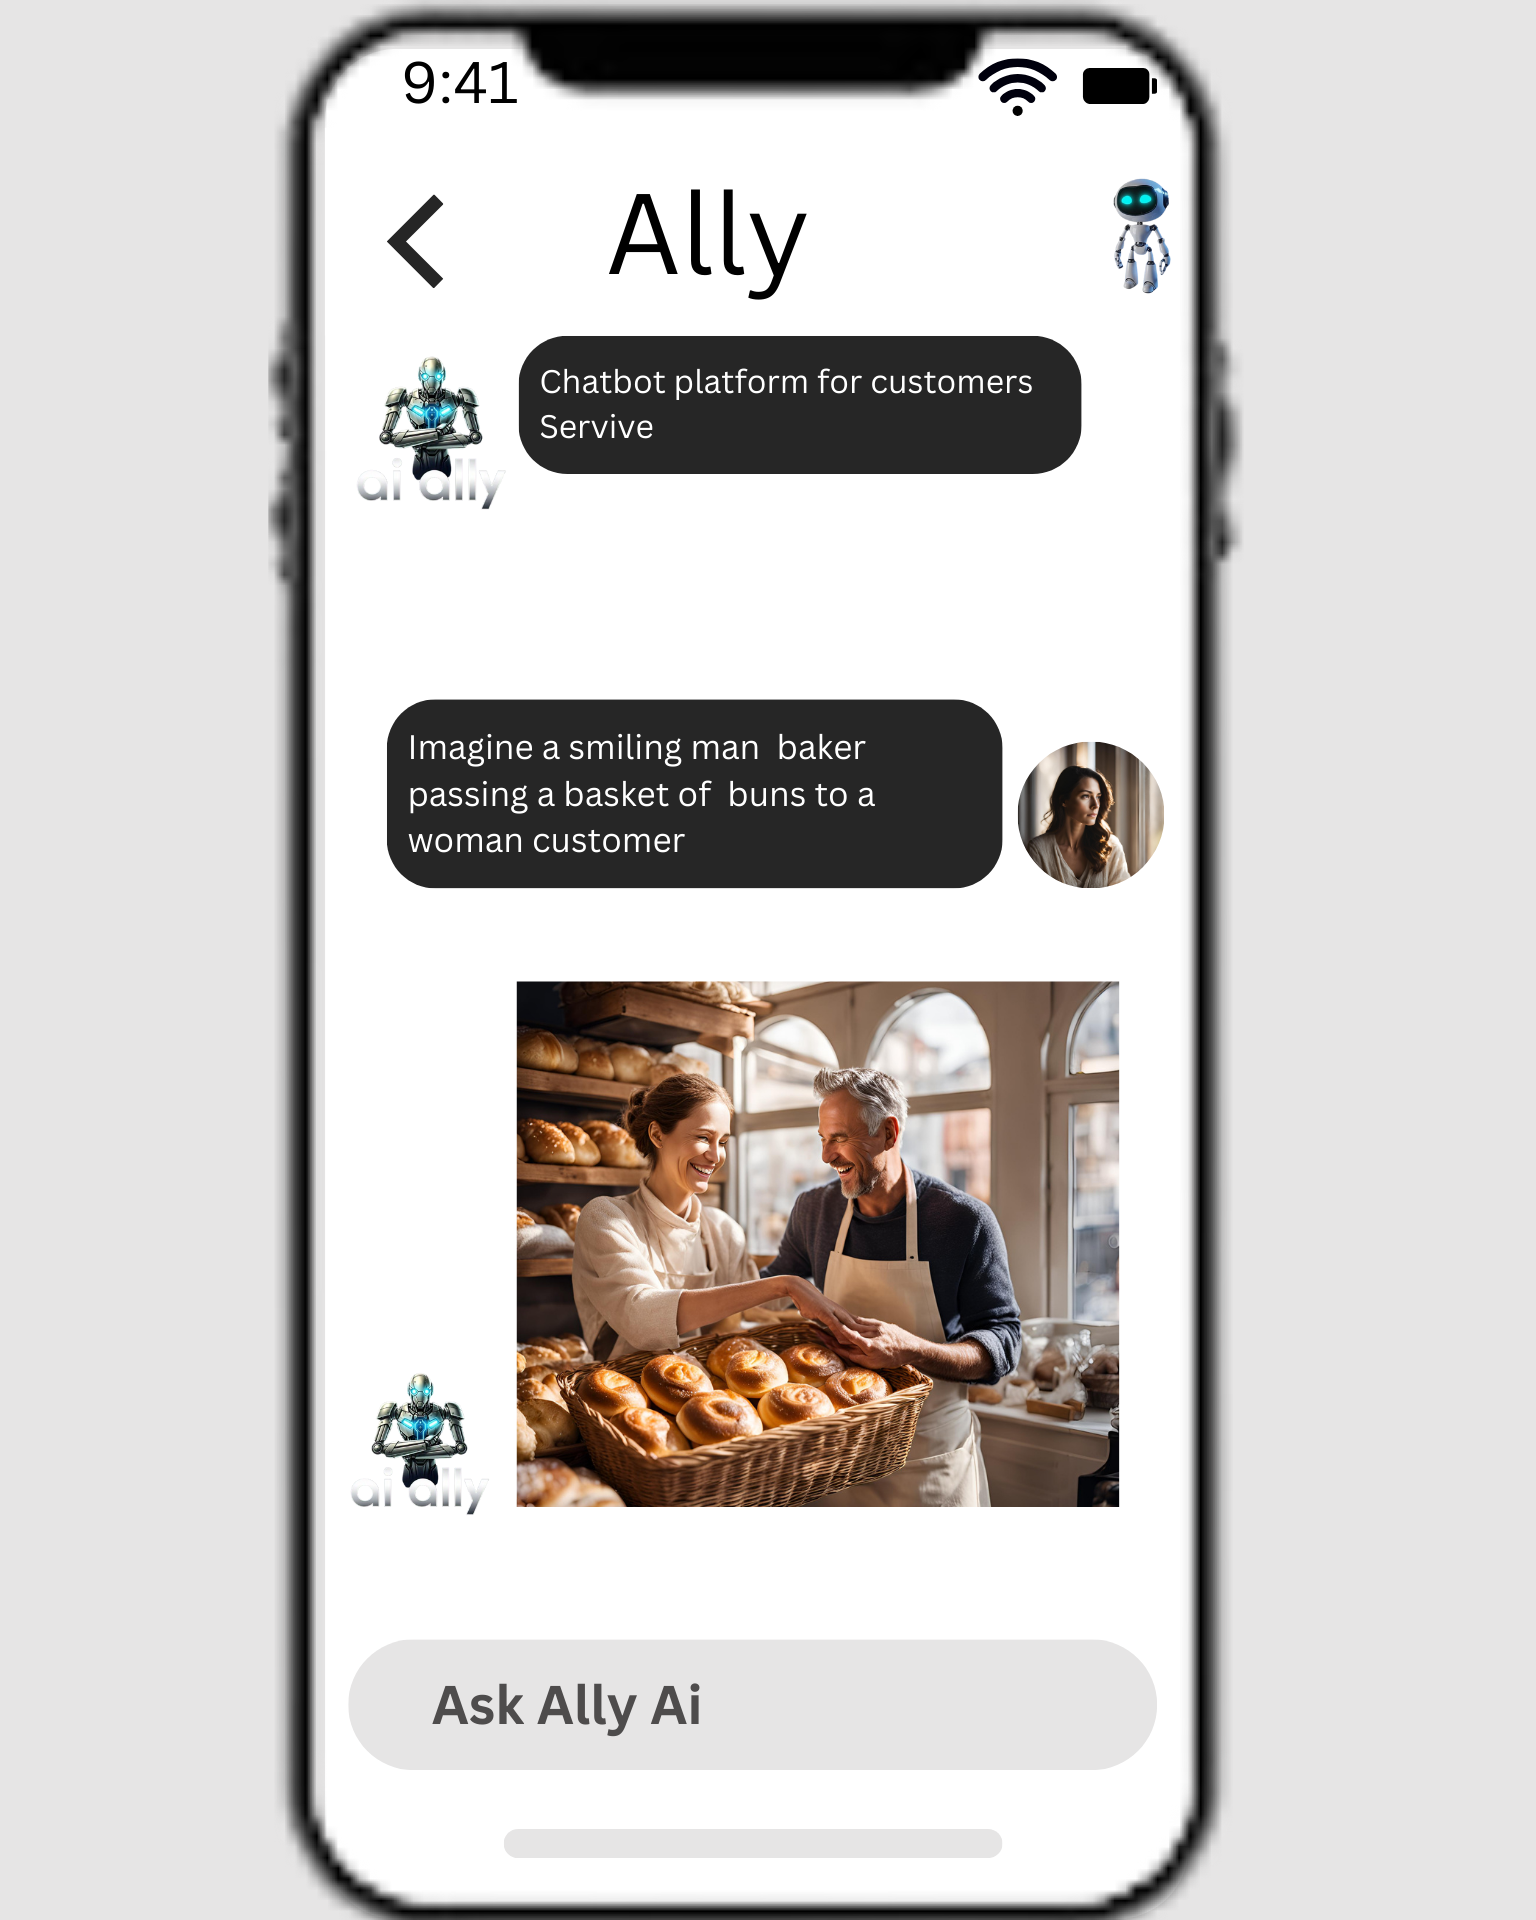 9:41
Ally
Chatbot platform for customers
Servive
ai ally
Imagine a smiling man baker
passing a basket of buns to a
woman customer
ai ally
Ask Ally Ai